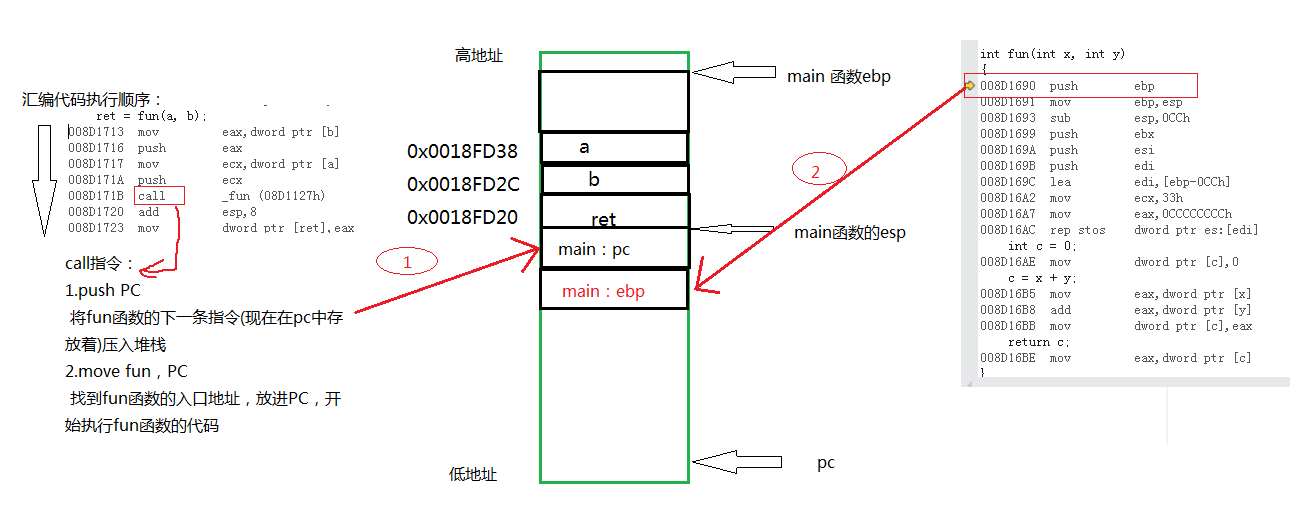 汇编代码执行顺序：
ret = fun(a, b);
008D1713 mov eax,dword ptr [b]
008D1716 push eax
008D1717 mov ecx,dword ptr [a]
008D171A push ecx
008D171B call _fun (08D1127h)
008D1720 add esp,8
008D1723 mov dword ptr [ret],eax
call指令：
1.push PC
将fun函数的下一条指令(现在在pc中存
放着)压入堆栈
2.move fun，PC
找到fun函数的入口地址，放进PC，开
始执行fun函数的代码
1
高地址
0x0018FD38
0x0018FD2C
0x0018FD20
低地址
a
b
ret
main：pc
main：ebp
main 函数ebp
main函数的esp
pc
2
int fun(int x, int y)
{
008D1690 push ebp
008D1691 mov ebp,esp
008D1693 sub esp,0CCh
008D1699 push ebx
008D169A push esi
008D169B push edi
008D169C lea edi,[ebp-0CCh]
008D16A2 mov ecx,33h
008D16A7 mov eax,0CCCCCCCCh
008D16AC rep stos dword ptr es:[edi]
int c = 0;
008D16AE mov dword ptr [c],0
c = x + y;
008D16B5 mov eax,dword ptr [x]
008D16B8 add eax,dword ptr [y]
008D16BB mov dword ptr [c],eax
return c;
008D16BE mov eax,dword ptr [c]
}